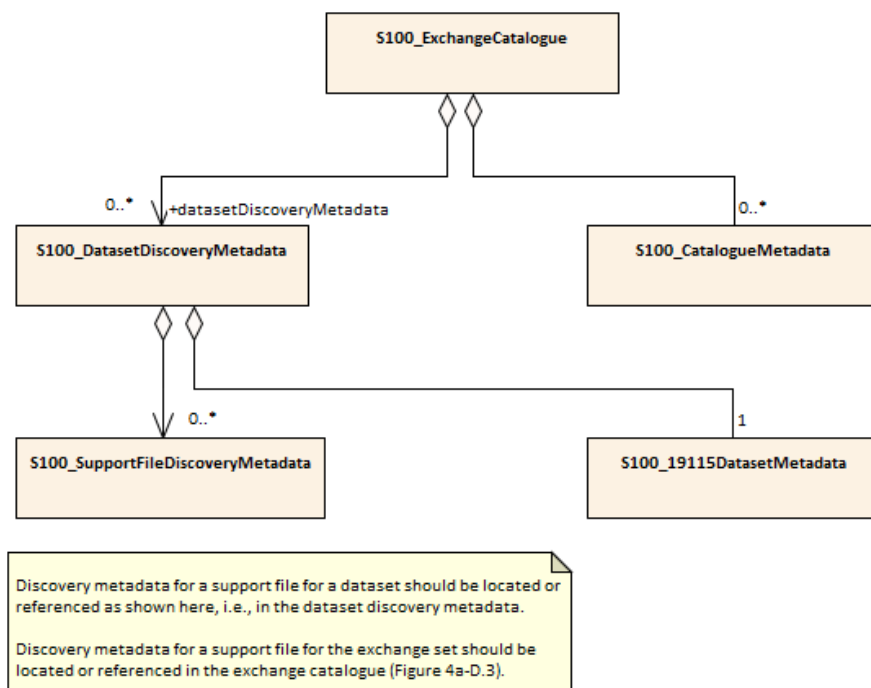 S100_ExchangeCatalogue
0..*
+datasetDiscoveryMetadata
0..*
S100_DatasetDiscoveryMetadata
S100_CatalogueMetadata
0..*
1
S100_SupportFileDiscoveryMetadata
S100_19115DatasetMetadata
Discovery metadata for a support file for a dataset should be located or
referenced as shown here, i.e., in the dataset discovery metadata.
Discovery metadata for a support file for the exchange set should be
located or referenced in the exchange catalogue (Figure 4a-D.3).